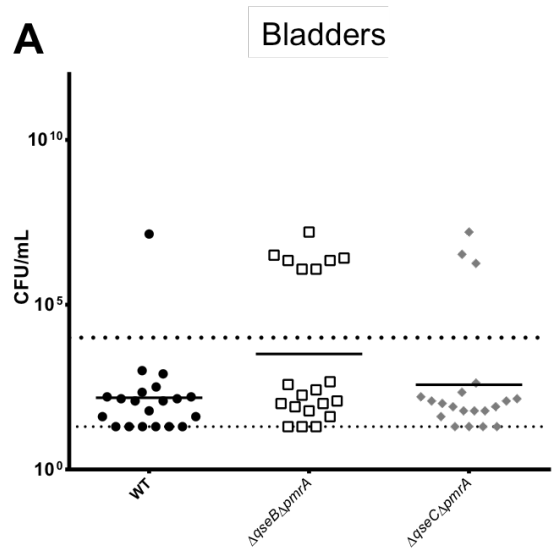 A
Bladders
CFU/mL
10^10
10^5
10^0
WT
ΔqseBΔpmrA
ΔqseCΔpmrA